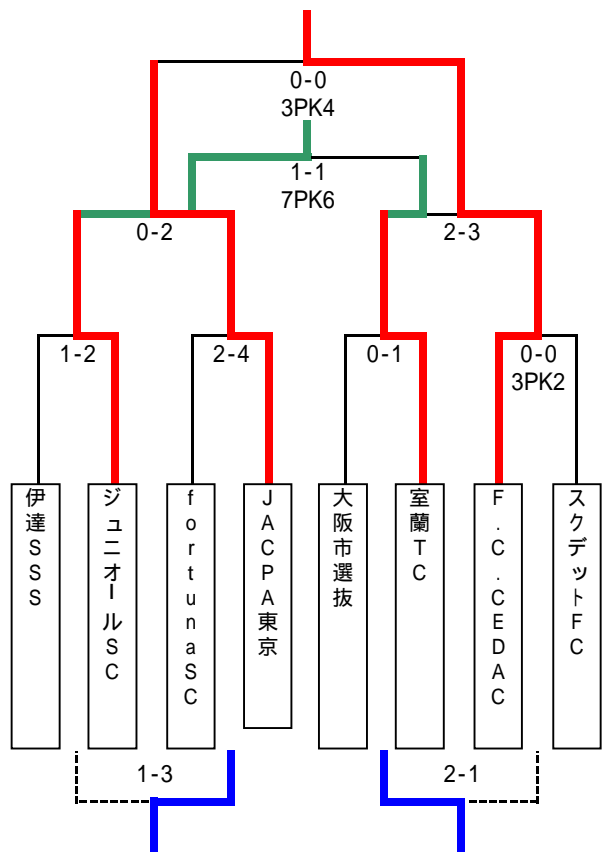 0-0
3PK4
1-1
7PK6
0-2
2-3
1-2
2-4
0-1
0-0
3PK2
伊達SSS
ジュニオールSC
fortunaSC
JACPA東京
大阪市選抜
室蘭TC
F.C.CEDAC
スクデットFC
1-3
2-1